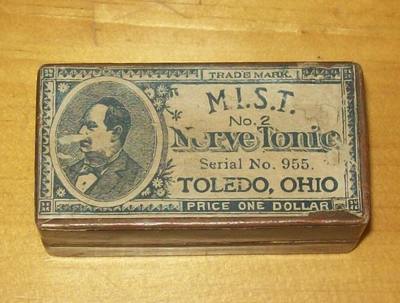 TRADE MARK.
M.I.S.T.
No. 2
Nerve Tonic
Serial No. 955.
TOLEDO, OHIO
PRICE ONE DOLLAR